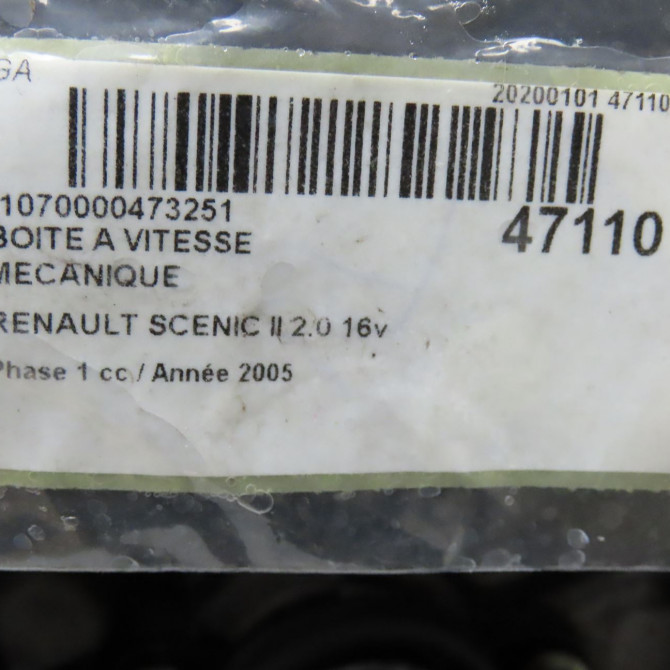 GA
20200101 47110
1070000473251
47110
BOITE A VITESSE
MECANIQUE
RENAULT SCENIC II 2.0 16v
Phase 1 cc / Année 2005